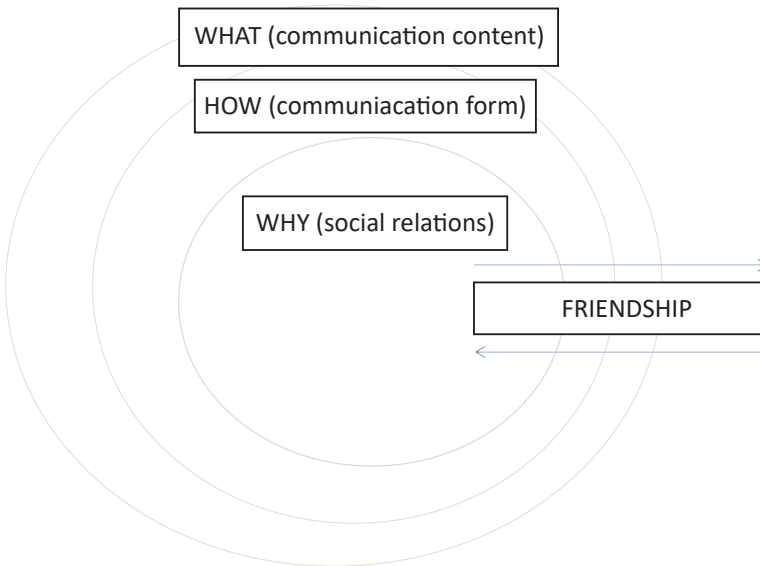 WHAT (communication content)
HOW (communiacation form)
WHY (social relations)
FRIENDSHIP